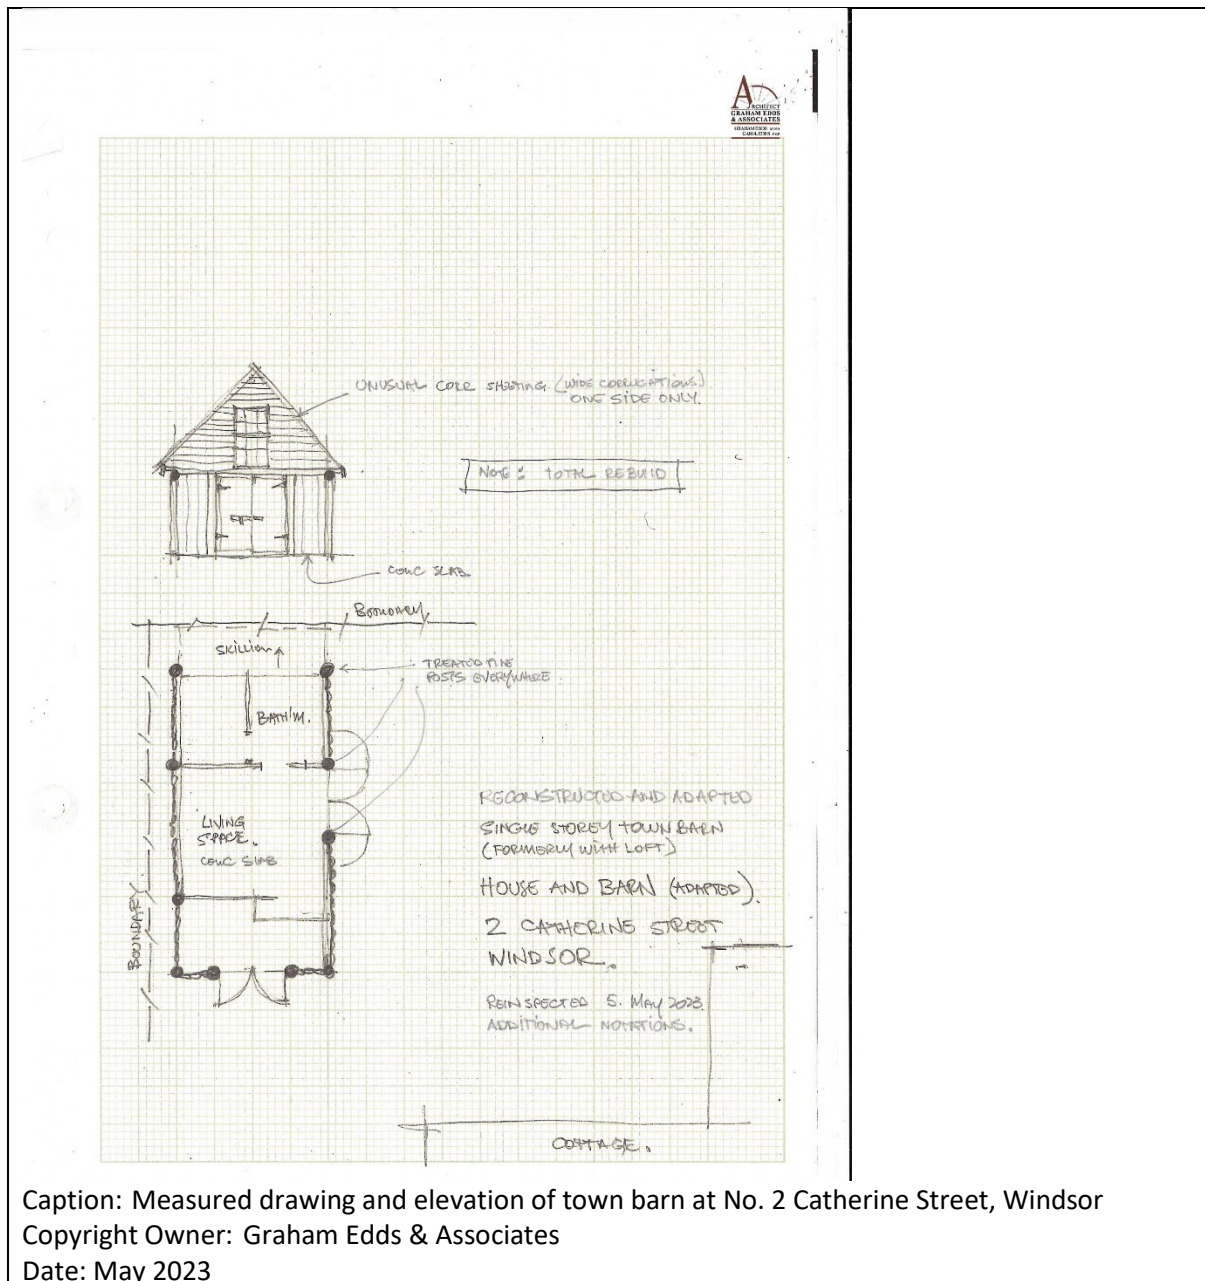 ARCHITECT
GRAHAM EDDS
& ASSOCIATES
UNUSUAL CORR SHEETING (WIDE CORRUGATIONS)
ONE SIDE ONLY.
NOTE : TOTAL REBUILD
CONC SLAB
BOUNDARY
SKILLION
TREATED PINE
POSTS EVERYWHERE
BATH'M.
LIVING
SPACE.
CONC SLAB
BOUNDARY
RECONSTRUCTED AND ADAPTED
SINGLE STOREY TOWN BARN
(FORMERLY WITH LOFT)
HOUSE AND BARN (ADAPTED).
2 CATHERINE STREET
WINDSOR.
REINSPECTED 5. MAY 2023.
ADDITIONAL NOTATIONS.
COTTAGE.
Caption: Measured drawing and elevation of town barn at No. 2 Catherine Street, Windsor
Copyright Owner: Graham Edds & Associates
Date: May 2023